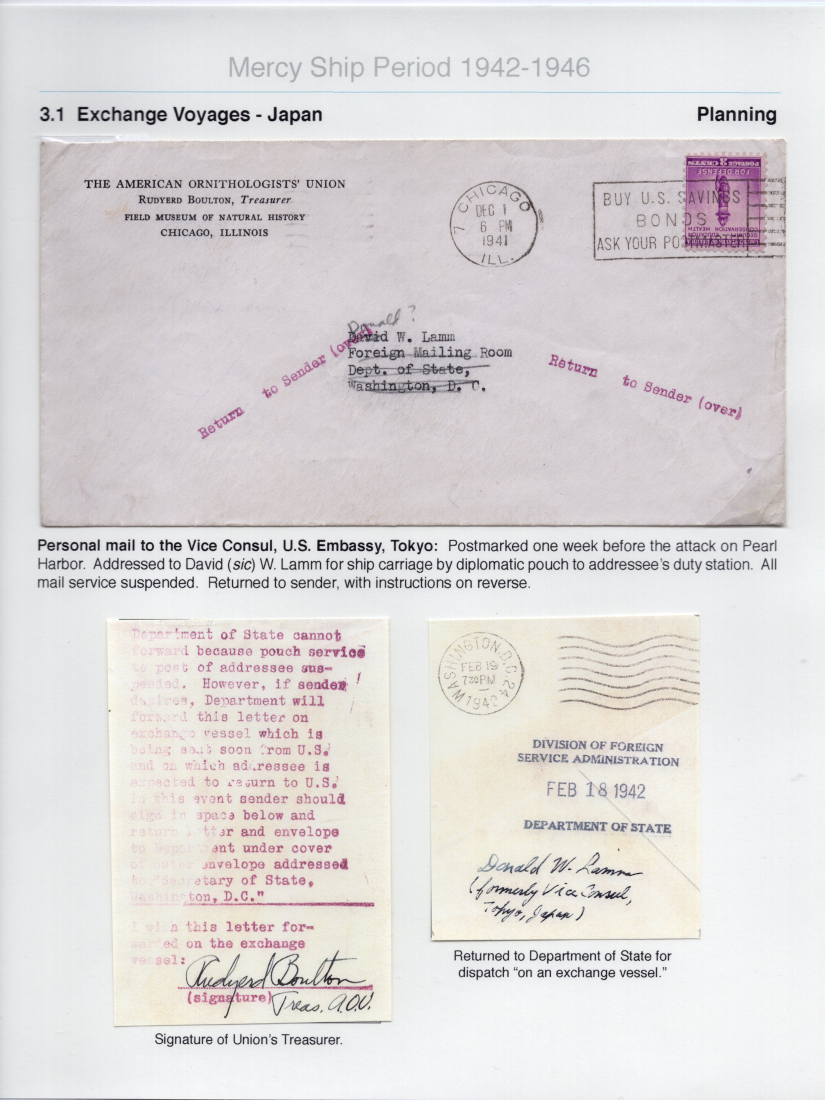 Mercy Ship Period 1942-1946
3.1 Exchange Voyages - Japan Planning
THE AMERICAN ORNITHOLOGISTS' UNION
RUDYERD BOULTON, Treasurer
FIELD MUSEUM OF NATURAL HISTORY
CHICAGO, ILLINOIS
7 CHICAGO
DEC 1
6 PM
1941
ILL.
BUY U.S. SAVINGS
BONDS
ASK YOUR POSTMASTER
POSTAGE 3 CENTS
FOR DEFENSE
Donald?
David W. Lamm
Foreign Mailing Room
Dept. of State,
Washington, D. C.
Return to Sender (over)
Return to Sender (over)
Personal mail to the Vice Consul, U.S. Embassy, Tokyo: Postmarked one week before the attack on Pearl
Harbor. Addressed to David (sic) W. Lamm for ship carriage by diplomatic pouch to addressee's duty station. All
mail service suspended. Returned to sender, with instructions on reverse.
Department of State cannot
forward because pouch service
to post of addressee sus-
pended. However, if sender
desires, Department will
forward this letter on
exchange vessel which is
being sent soon from U.S.
and on which addressee is
expected to return to U.S.
In this event sender should
sign in space below and
return letter and envelope
to Department under cover
of outer envelope addressed
to "Secretary of State,
Washington, D.C."
I wish this letter for-
warded on the exchange
vessel:
Rudyerd Boulton
(signature) Treas. A.O.U.
Signature of Union's Treasurer.
WASHINGTON, D.C. 24
FEB 19
7 30 PM
1942
DIVISION OF FOREIGN
SERVICE ADMINISTRATION
FEB 18 1942
DEPARTMENT OF STATE
Donald W. Lamm
(formerly Vice Consul,
Tokyo, Japan)
Returned to Department of State for
dispatch "on an exchange vessel."